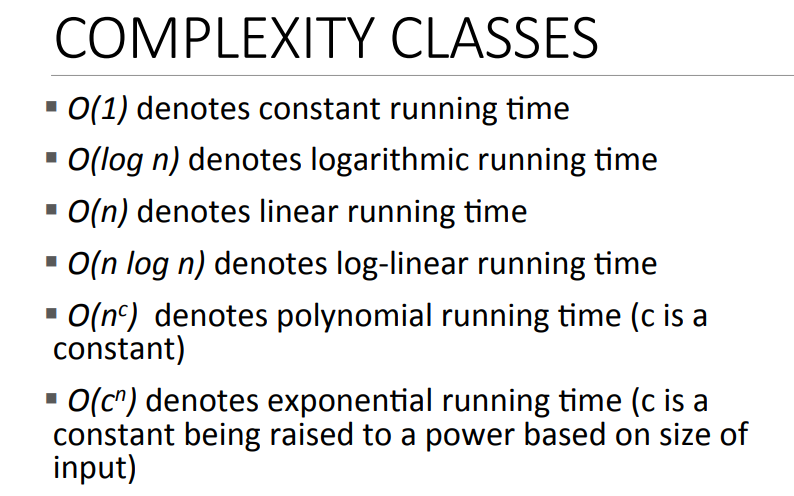 COMPLEXITY CLASSES
▪ O(1) denotes constant running time
▪ O(log n) denotes logarithmic running time
▪ O(n) denotes linear running time
▪ O(n log n) denotes log-linear running time
▪ O(nᶜ) denotes polynomial running time (c is a
constant)
▪ O(cⁿ) denotes exponential running time (c is a
constant being raised to a power based on size of
input)